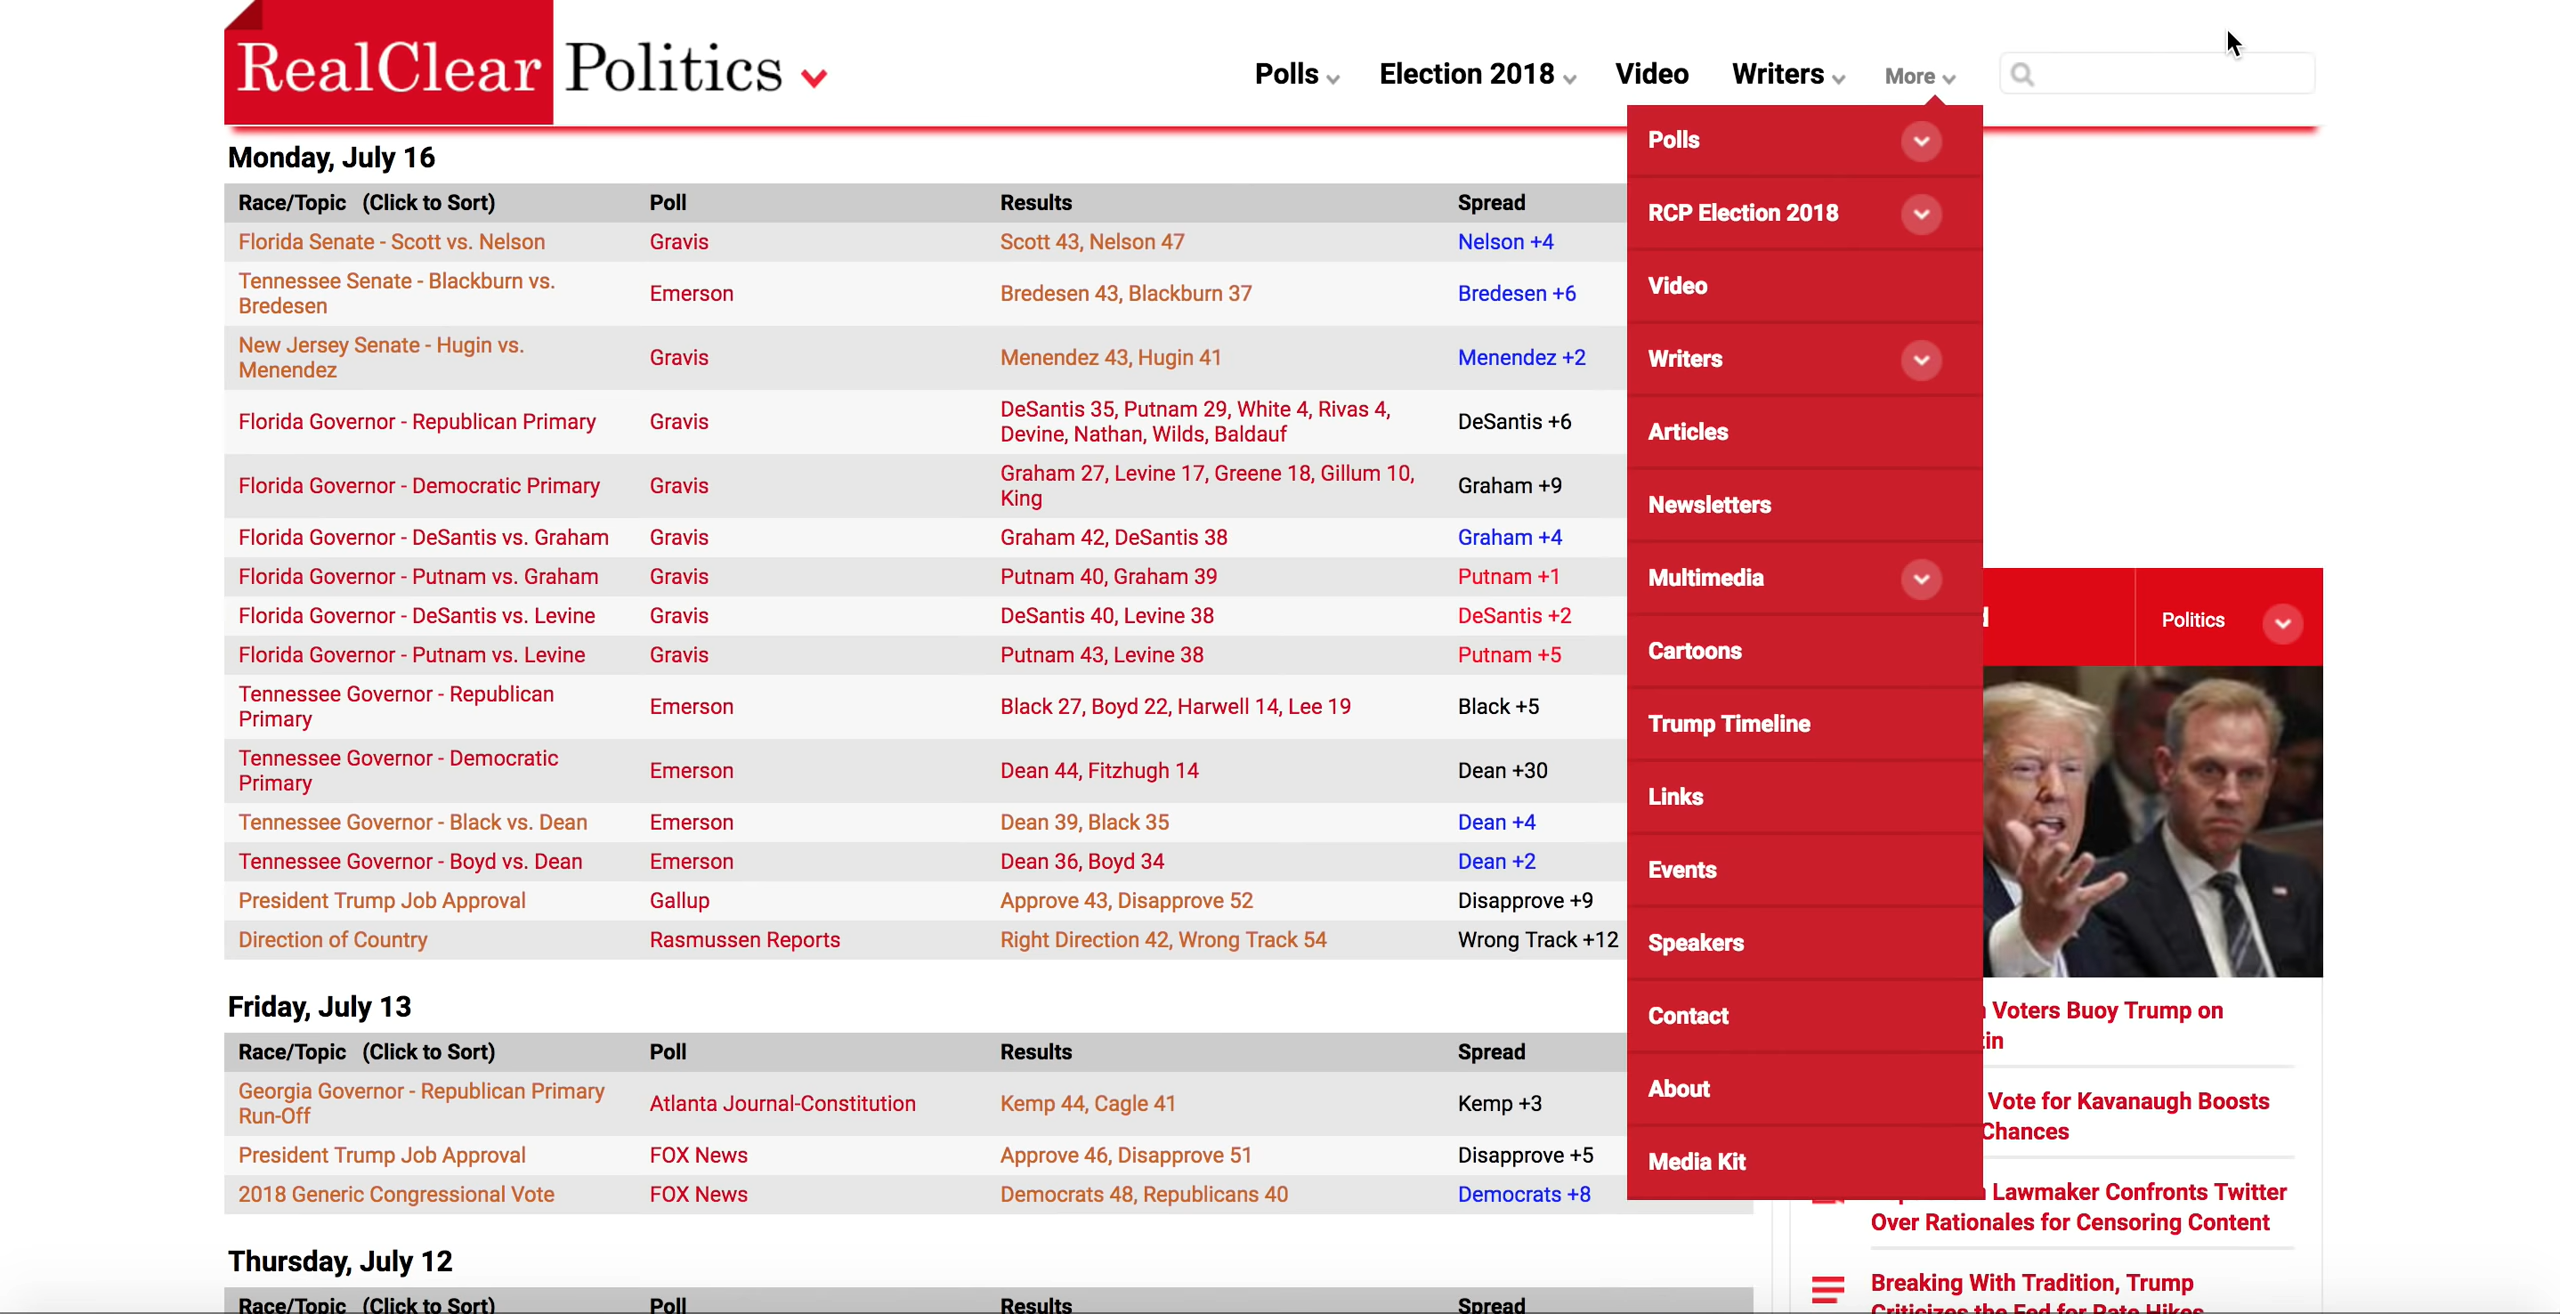 RealClear Politics
Polls
Election 2018
Video
Writers
More
Monday, July 16
Race/Topic (Click to Sort) Poll Results Spread
Florida Senate - Scott vs. Nelson Gravis Scott 43, Nelson 47 Nelson +4
Tennessee Senate - Blackburn vs.
Bredesen Emerson Bredesen 43, Blackburn 37 Bredesen +6
New Jersey Senate - Hugin vs.
Menendez Gravis Menendez 43, Hugin 41 Menendez +2
Florida Governor - Republican Primary Gravis DeSantis 35, Putnam 29, White 4, Rivas 4,
Devine, Nathan, Wilds, Baldauf DeSantis +6
Florida Governor - Democratic Primary Gravis Graham 27, Levine 17, Greene 18, Gillum 10,
King Graham +9
Florida Governor - DeSantis vs. Graham Gravis Graham 42, DeSantis 38 Graham +4
Florida Governor - Putnam vs. Graham Gravis Putnam 40, Graham 39 Putnam +1
Florida Governor - DeSantis vs. Levine Gravis DeSantis 40, Levine 38 DeSantis +2
Florida Governor - Putnam vs. Levine Gravis Putnam 43, Levine 38 Putnam +5
Tennessee Governor - Republican
Primary Emerson Black 27, Boyd 22, Harwell 14, Lee 19 Black +5
Tennessee Governor - Democratic
Primary Emerson Dean 44, Fitzhugh 14 Dean +30
Tennessee Governor - Black vs. Dean Emerson Dean 39, Black 35 Dean +4
Tennessee Governor - Boyd vs. Dean Emerson Dean 36, Boyd 34 Dean +2
President Trump Job Approval Gallup Approve 43, Disapprove 52 Disapprove +9
Direction of Country Rasmussen Reports Right Direction 42, Wrong Track 54 Wrong Track +12
Friday, July 13
Race/Topic (Click to Sort) Poll Results Spread
Georgia Governor - Republican Primary
Run-Off Atlanta Journal-Constitution Kemp 44, Cagle 41 Kemp +3
President Trump Job Approval FOX News Approve 46, Disapprove 51 Disapprove +5
2018 Generic Congressional Vote FOX News Democrats 48, Republicans 40 Democrats +8
Thursday, July 12
Race/Topic (Click to Sort) Poll Results Spread
Polls
RCP Election 2018
Video
Writers
Articles
Newsletters
Multimedia
Cartoons
Trump Timeline
Links
Events
Speakers
Contact
About
Media Kit
Politics
Voters Buoy Trump on
Vote for Kavanaugh Boosts
Chances
Lawmaker Confronts Twitter
Over Rationales for Censoring Content
Breaking With Tradition, Trump
Criticizes the Fed for Rate Hikes